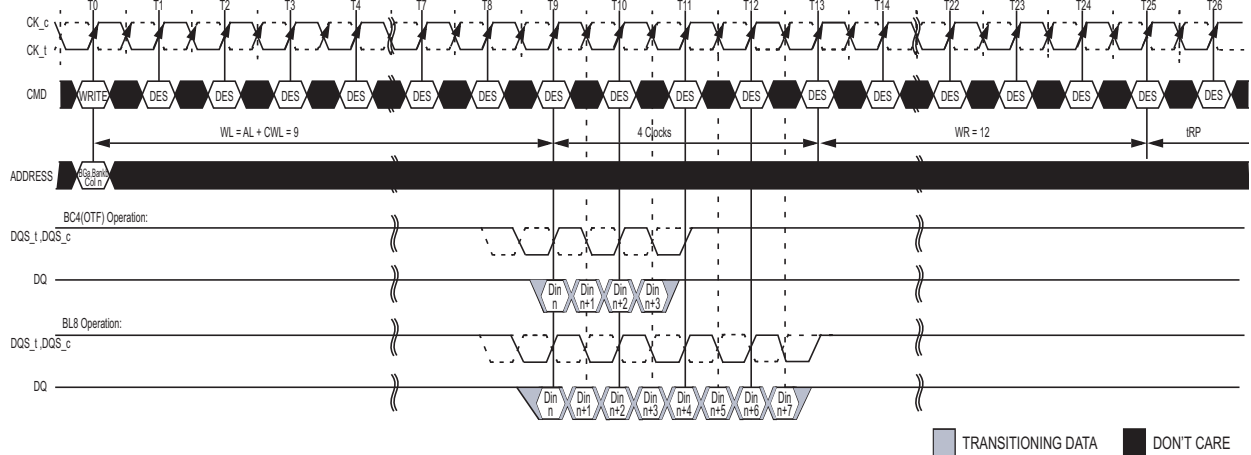 T0 T1 T2 T3 T4 T7 T8 T9 T10 T11 T12 T13 T14 T22 T23 T24 T25 T26
CK_c
CK_t
CMD WRITE DES DES DES DES DES DES DES DES DES DES DES DES DES DES DES DES DES
WL = AL + CWL = 9 4 Clocks WR = 12 tRP
ADDRESS BGa,Bankb
Col n
BC4(OTF) Operation:
DQS_t ,DQS_c
DQ Din Din Din Din
n n+1 n+2 n+3
BL8 Operation:
DQS_t ,DQS_c
DQ Din Din Din Din Din Din Din Din
n n+1 n+2 n+3 n+4 n+5 n+6 n+7
TRANSITIONING DATA DON'T CARE